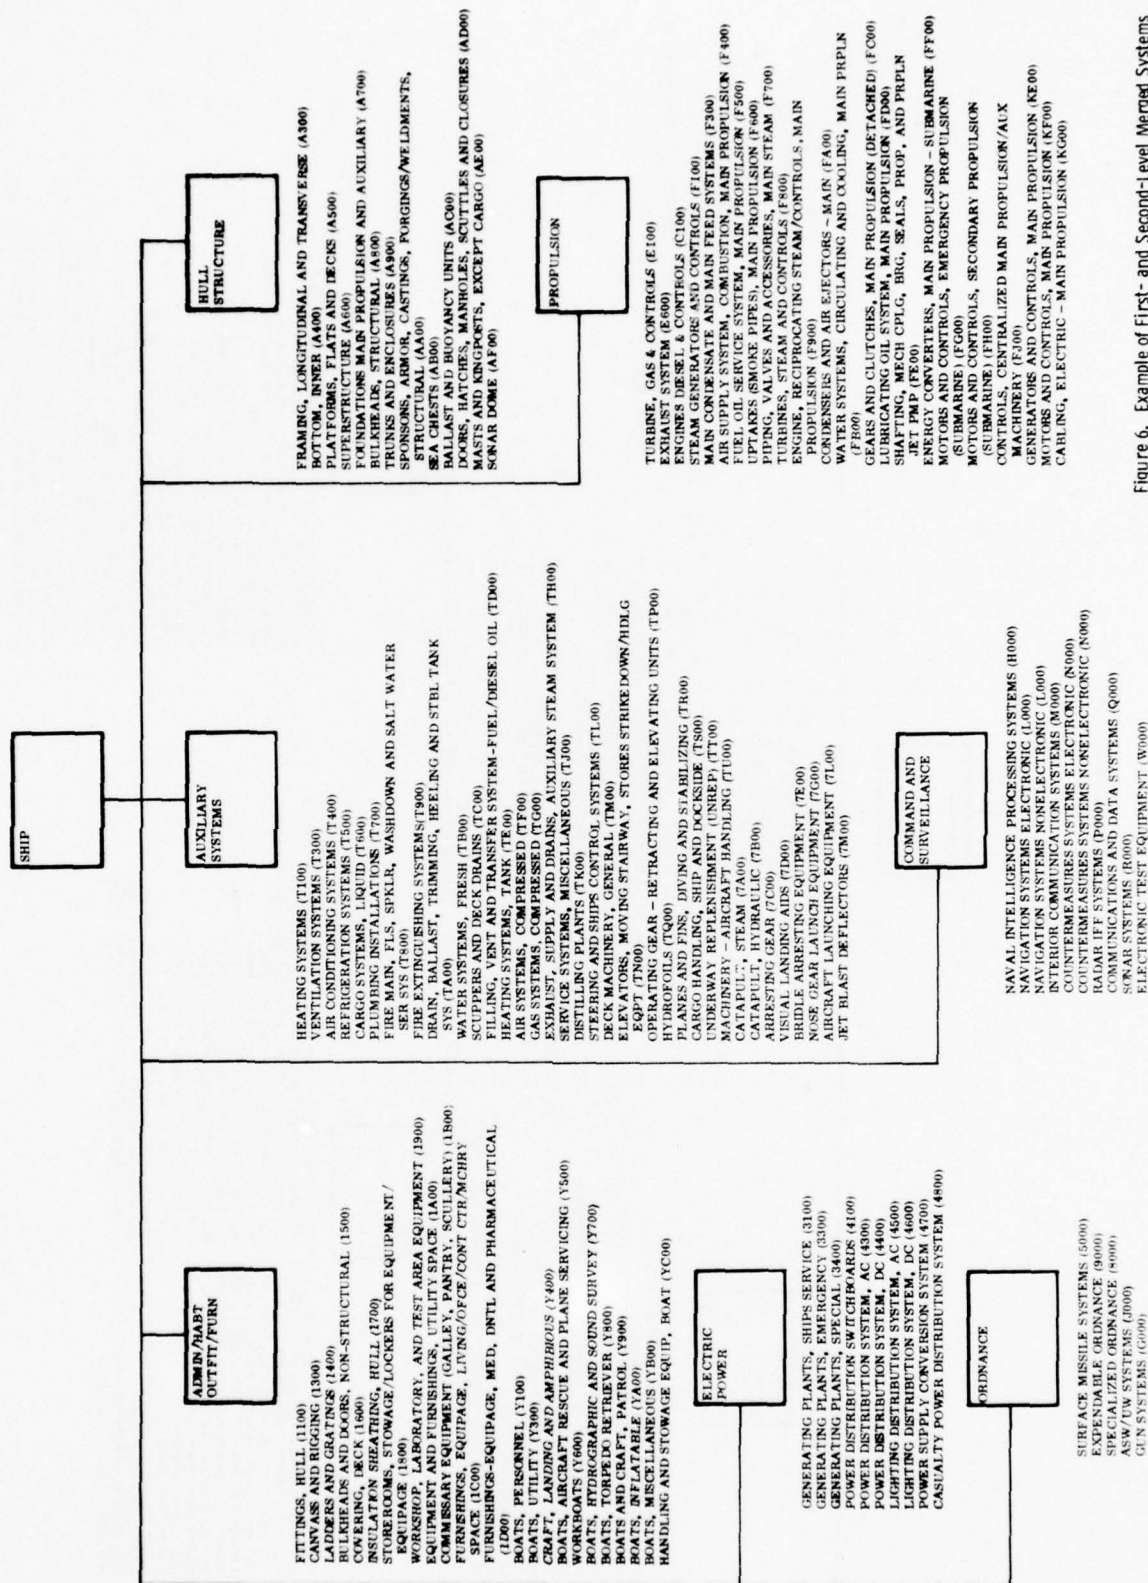 SHIP
ADMIN/HABT
OUTFIT/FURN
FITTINGS, HULL (1100)
CANVASS AND RIGGING (1300)
LADDERS AND GRATINGS (1400)
BULKHEADS AND DOORS, NON-STRUCTURAL (1500)
COVERING, DECK (1600)
INSULATION SHEATHING, HULL (1700)
STOREROOMS, STOWAGE/LOCKERS FOR EQUIPMENT/
EQUIPAGE (1800)
WORKSHOP, LABORATORY, AND TEST AREA EQUIPMENT (1900)
EQUIPMENT AND FURNISHINGS, UTILITY SPACE (1A00)
COMMISSARY EQUIPMENT (GALLEY, PANTRY, SCULLERY) (1B00)
FURNISHINGS, EQUIPAGE, LIVING/OFCE/CONT CTR/MCHRY
SPACE (1C00)
FURNISHINGS-EQUIPAGE, MED, DNTL AND PHARMACEUTICAL
(1D00)
BOATS, PERSONNEL (Y100)
BOATS, UTILITY (Y300)
CRAFT, LANDING AND AMPHIBIOUS (Y400)
BOATS, AIRCRAFT RESCUE AND PLANE SERVICING (Y500)
WORKBOATS (Y600)
BOATS, HYDROGRAPHIC AND SOUND SURVEY (Y700)
BOATS, TORPEDO RETRIEVER (Y800)
BOATS AND CRAFT, PATROL (Y900)
BOATS, INFLATABLE (YA00)
BOATS, MISCELLANEOUS (YB00)
HANDLING AND STOWAGE EQUIP, BOAT (YC00)
ELECTRIC
POWER
GENERATING PLANTS, SHIPS SERVICE (3100)
GENERATING PLANTS, EMERGENCY (3300)
GENERATING PLANTS, SPECIAL (3400)
POWER DISTRIBUTION SWITCHBOARDS (4100)
POWER DISTRIBUTION SYSTEM, AC (4300)
POWER DISTRIBUTION SYSTEM, DC (4400)
LIGHTING DISTRIBUTION SYSTEM, AC (4500)
LIGHTING DISTRIBUTION SYSTEM, DC (4600)
POWER SUPPLY CONVERSION SYSTEM (4700)
CASUALTY POWER DISTRIBUTION SYSTEM (4800)
ORDNANCE
SURFACE MISSILE SYSTEMS (5000)
EXPENDABLE ORDNANCE (9000)
SPECIALIZED ORDNANCE (8000)
ASW/UW SYSTEMS (J000)
GUN SYSTEMS (G000)
AUXILIARY
SYSTEMS
HEATING SYSTEMS (T100)
VENTILATION SYSTEMS (T300)
AIR CONDITIONING SYSTEMS (T400)
REFRIGERATION SYSTEMS (T500)
CARGO SYSTEMS, LIQUID (T600)
PLUMBING INSTALLATIONS (T700)
FIRE MAIN, FLS, SPKLR, WASHDOWN AND SALT WATER
SER SYS (T800)
FIRE EXTINGUISHING SYSTEMS(T900)
DRAIN, BALLAST, TRIMMING, HEELING AND STBL TANK
SYS (TA00)
WATER SYSTEMS, FRESH (TB00)
SCUPPERS AND DECK DRAINS (TC00)
FILLING, VENT AND TRANSFER SYSTEM-FUEL/DIESEL OIL (TD00)
HEATING SYSTEMS, TANK (TE00)
AIR SYSTEMS, COMPRESSED (TF00)
GAS SYSTEMS, COMPRESSED (TG00)
EXHAUST, SUPPLY AND DRAINS, AUXILIARY STEAM SYSTEM (TH00)
SERVICE SYSTEMS, MISCELLANEOUS (TJ00)
DISTILLING PLANTS (TK00)
STEERING AND SHIPS CONTROL SYSTEMS (TL00)
DECK MACHINERY, GENERAL (TM00)
ELEVATORS, MOVING STAIRWAY, STORES STRIKEDOWN/HDLG
EQPT (TN00)
OPERATING GEAR - RETRACTING AND ELEVATING UNITS (TP00)
HYDROFOILS (TQ00)
PLANES AND FINS, DIVING AND STABILIZING (TR00)
CARGO HANDLING, SHIP AND DOCKSIDE (TS00)
UNDERWAY REPLENISHMENT (UNREP) (TT00)
MACHINERY - AIRCRAFT HANDLING (TU00)
CATAPULT, STEAM (7A00)
CATAPULT, HYDRAULIC (7B00)
ARRESTING GEAR (7C00)
VISUAL LANDING AIDS (7D00)
BRIDLE ARRESTING EQUIPMENT (7E00)
NOSE GEAR LAUNCH EQUIPMENT (7G00)
AIRCRAFT LAUNCHING EQUIPMENT (7L00)
JET BLAST DEFLECTORS (7M00)
COMMAND AND
SURVEILLANCE
NAVAL INTELLIGENCE PROCESSING SYSTEMS (H000)
NAVIGATION SYSTEMS ELECTRONIC (L000)
NAVIGATION SYSTEMS NONELECTRONIC (L000)
INTERIOR COMMUNICATION SYSTEMS (M000)
COUNTERMEASURES SYSTEMS ELECTRONIC (N000)
COUNTERMEASURES SYSTEMS NONELECTRONIC (N000)
RADAR IFF SYSTEMS (P000)
COMMUNICATIONS AND DATA SYSTEMS (Q000)
SONAR SYSTEMS (R000)
ELECTRONIC TEST EQUIPMENT (W000)
HULL
STRUCTURE
FRAMING, LONGITUDINAL AND TRANSVERSE (A300)
BOTTOM, INNER (A400)
PLATFORMS, FLATS AND DECKS (A500)
SUPERSTRUCTURE (A600)
FOUNDATIONS MAIN PROPULSION AND AUXILIARY (A700)
BULKHEADS, STRUCTURAL (A800)
TRUNKS AND ENCLOSURES (A900)
SPONSONS, ARMOR, CASTINGS, FORGINGS/WELDMENTS,
STRUCTURAL (AA00)
SEA CHESTS (AB00)
BALLAST AND BUOYANCY UNITS (AC00)
DOORS, HATCHES, MANHOLES, SCUTTLES AND CLOSURES (AD00)
MASTS AND KINGPOSTS, EXCEPT CARGO (AE00)
SONAR DOME (AF00)
PROPULSION
TURBINE, GAS & CONTROLS (E100)
EXHAUST SYSTEM (E600)
ENGINES DIESEL & CONTROLS (C100)
STEAM GENERATORS AND CONTROLS (F100)
MAIN CONDENSATE AND MAIN FEED SYSTEMS (F300)
AIR SUPPLY SYSTEM, COMBUSTION, MAIN PROPULSION (F400)
FUEL OIL SERVICE SYSTEM, MAIN PROPULSION (F500)
UPTAKES (SMOKE PIPES), MAIN PROPULSION (F600)
PIPING, VALVES AND ACCESSORIES, MAIN STEAM (F700)
TURBINES, STEAM AND CONTROLS (F800)
ENGINE, RECIPROCATING STEAM/CONTROLS, MAIN
PROPULSION (F900)
CONDENSERS AND AIR EJECTORS - MAIN (FA00)
WATER SYSTEMS, CIRCULATING AND COOLING, MAIN PRPLN
(FB00)
GEARS AND CLUTCHES, MAIN PROPULSION (DETACHED) (FC00)
LUBRICATING OIL SYSTEM, MAIN PROPULSION (FD00)
SHAFTING, MECH CPLG, BRG, SEALS, PROP, AND PRPLN
JET PMP (FE00)
ENERGY CONVERTERS, MAIN PROPULSION - SUBMARINE (FF00)
MOTORS AND CONTROLS, EMERGENCY PROPULSION
(SUBMARINE) (FG00)
MOTORS AND CONTROLS, SECONDARY PROPULSION
(SUBMARINE) (FH00)
CONTROLS, CENTRALIZED MAIN PROPULSION/AUX
MACHINERY (FJ00)
GENERATORS AND CONTROLS, MAIN PROPULSION (KE00)
MOTORS AND CONTROLS, MAIN PROPULSION (KF00)
CABLING, ELECTRIC - MAIN PROPULSION (KG00)
Figure 6. Example of First- and Second-Level Merged Systems